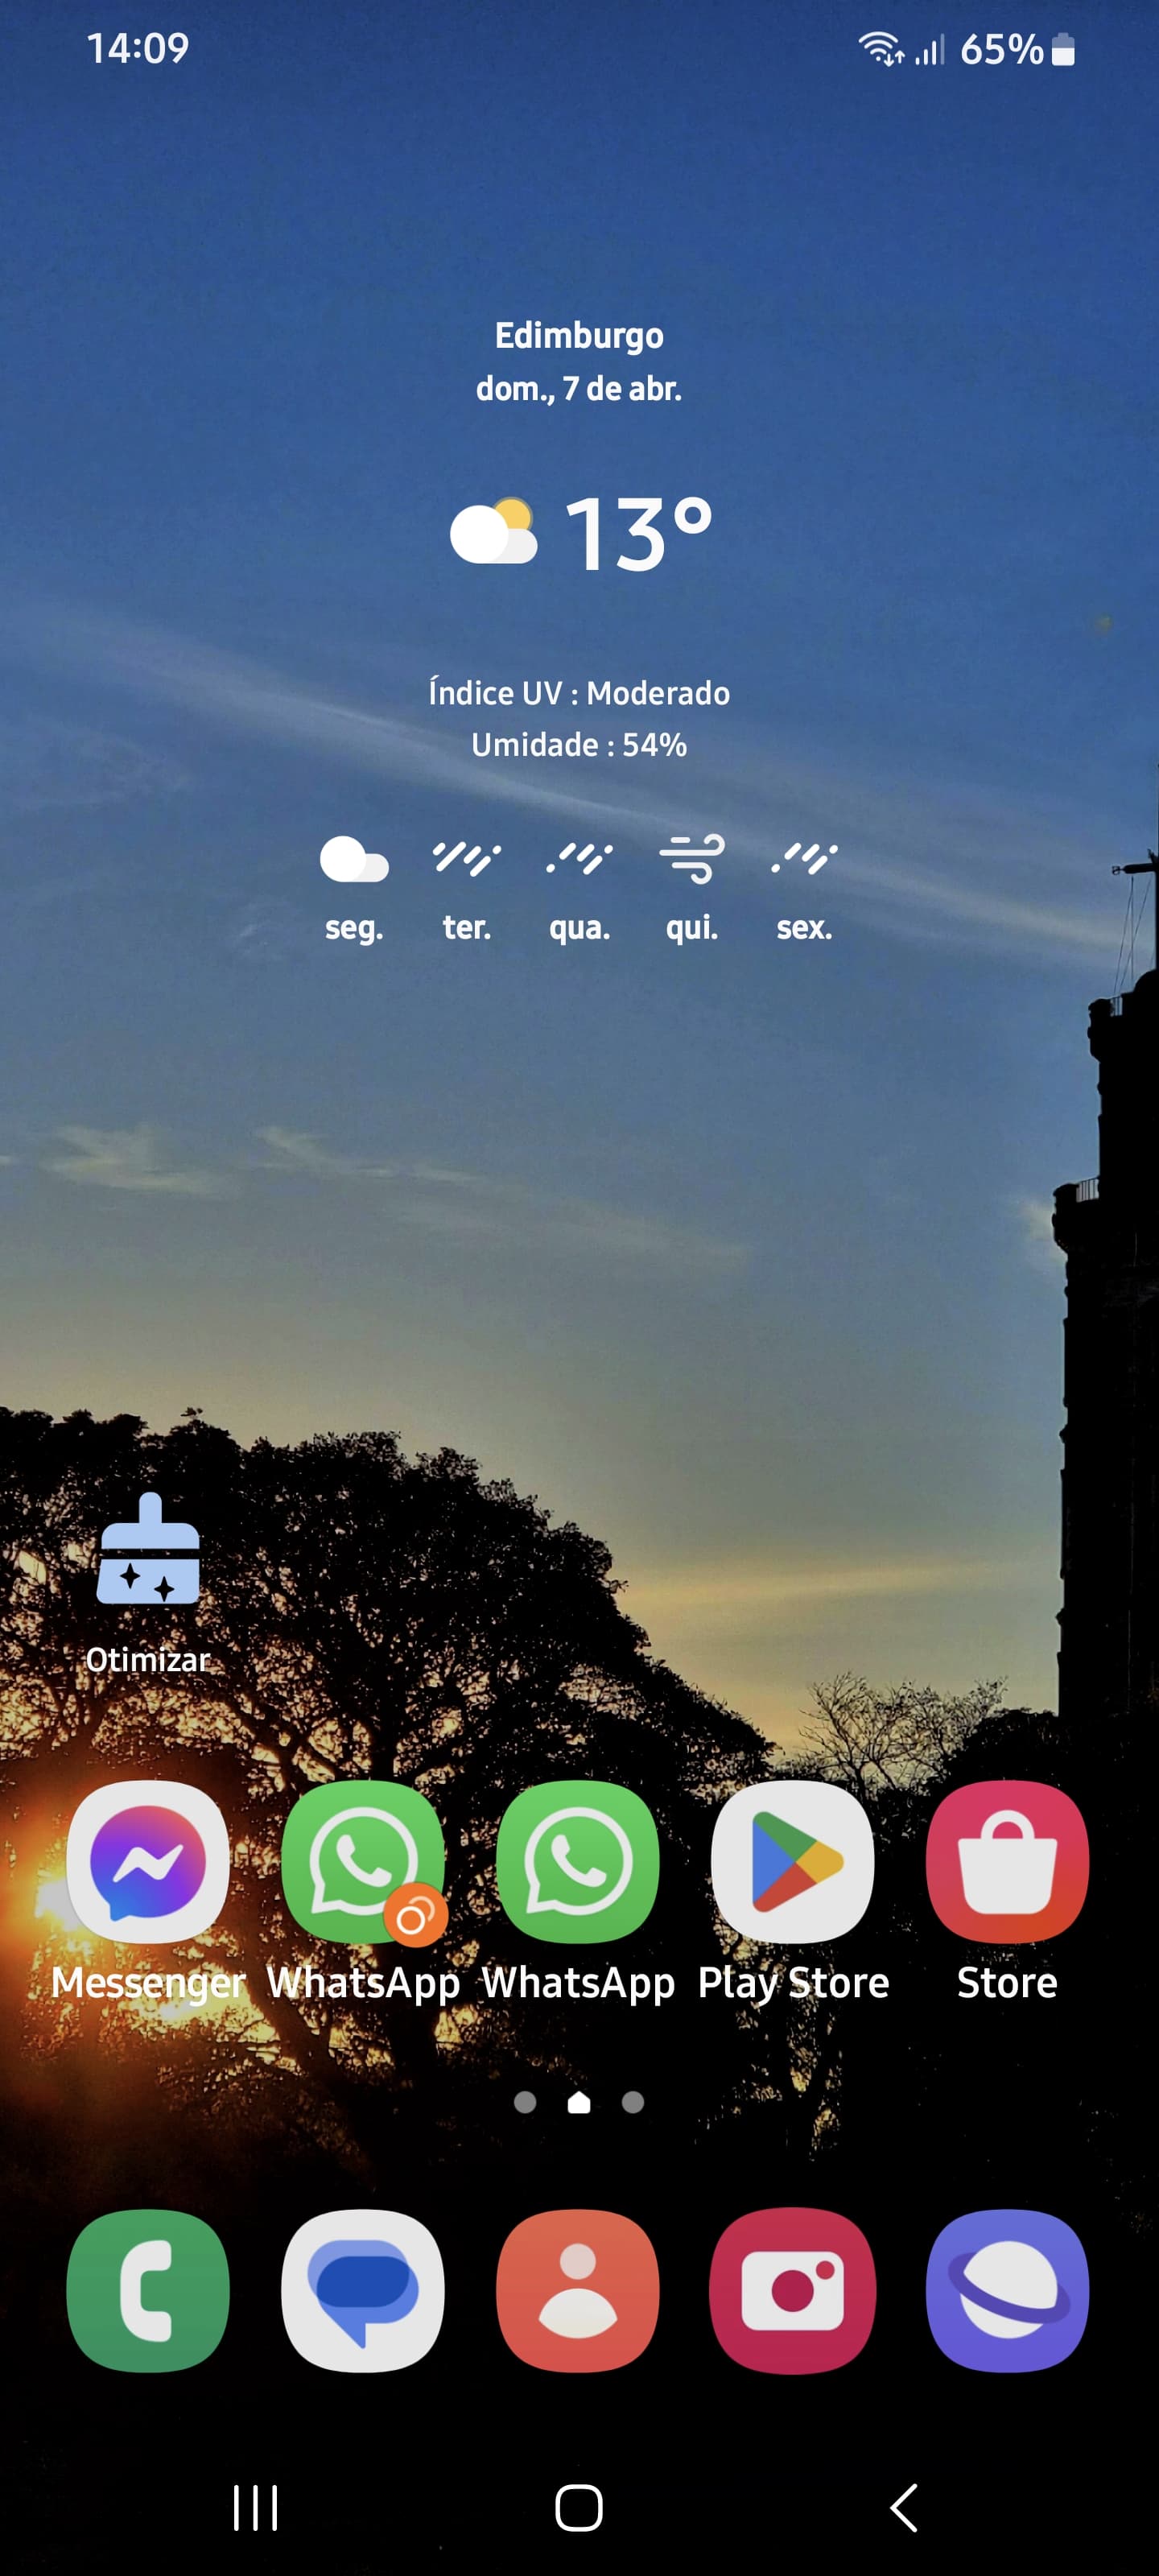 14:09
65%
Edimburgo
dom., 7 de abr.
13°
Índice UV : Moderado
Umidade : 54%
seg. ter. qua. qui. sex.
Otimizar
Messenger WhatsApp WhatsApp Play Store Store